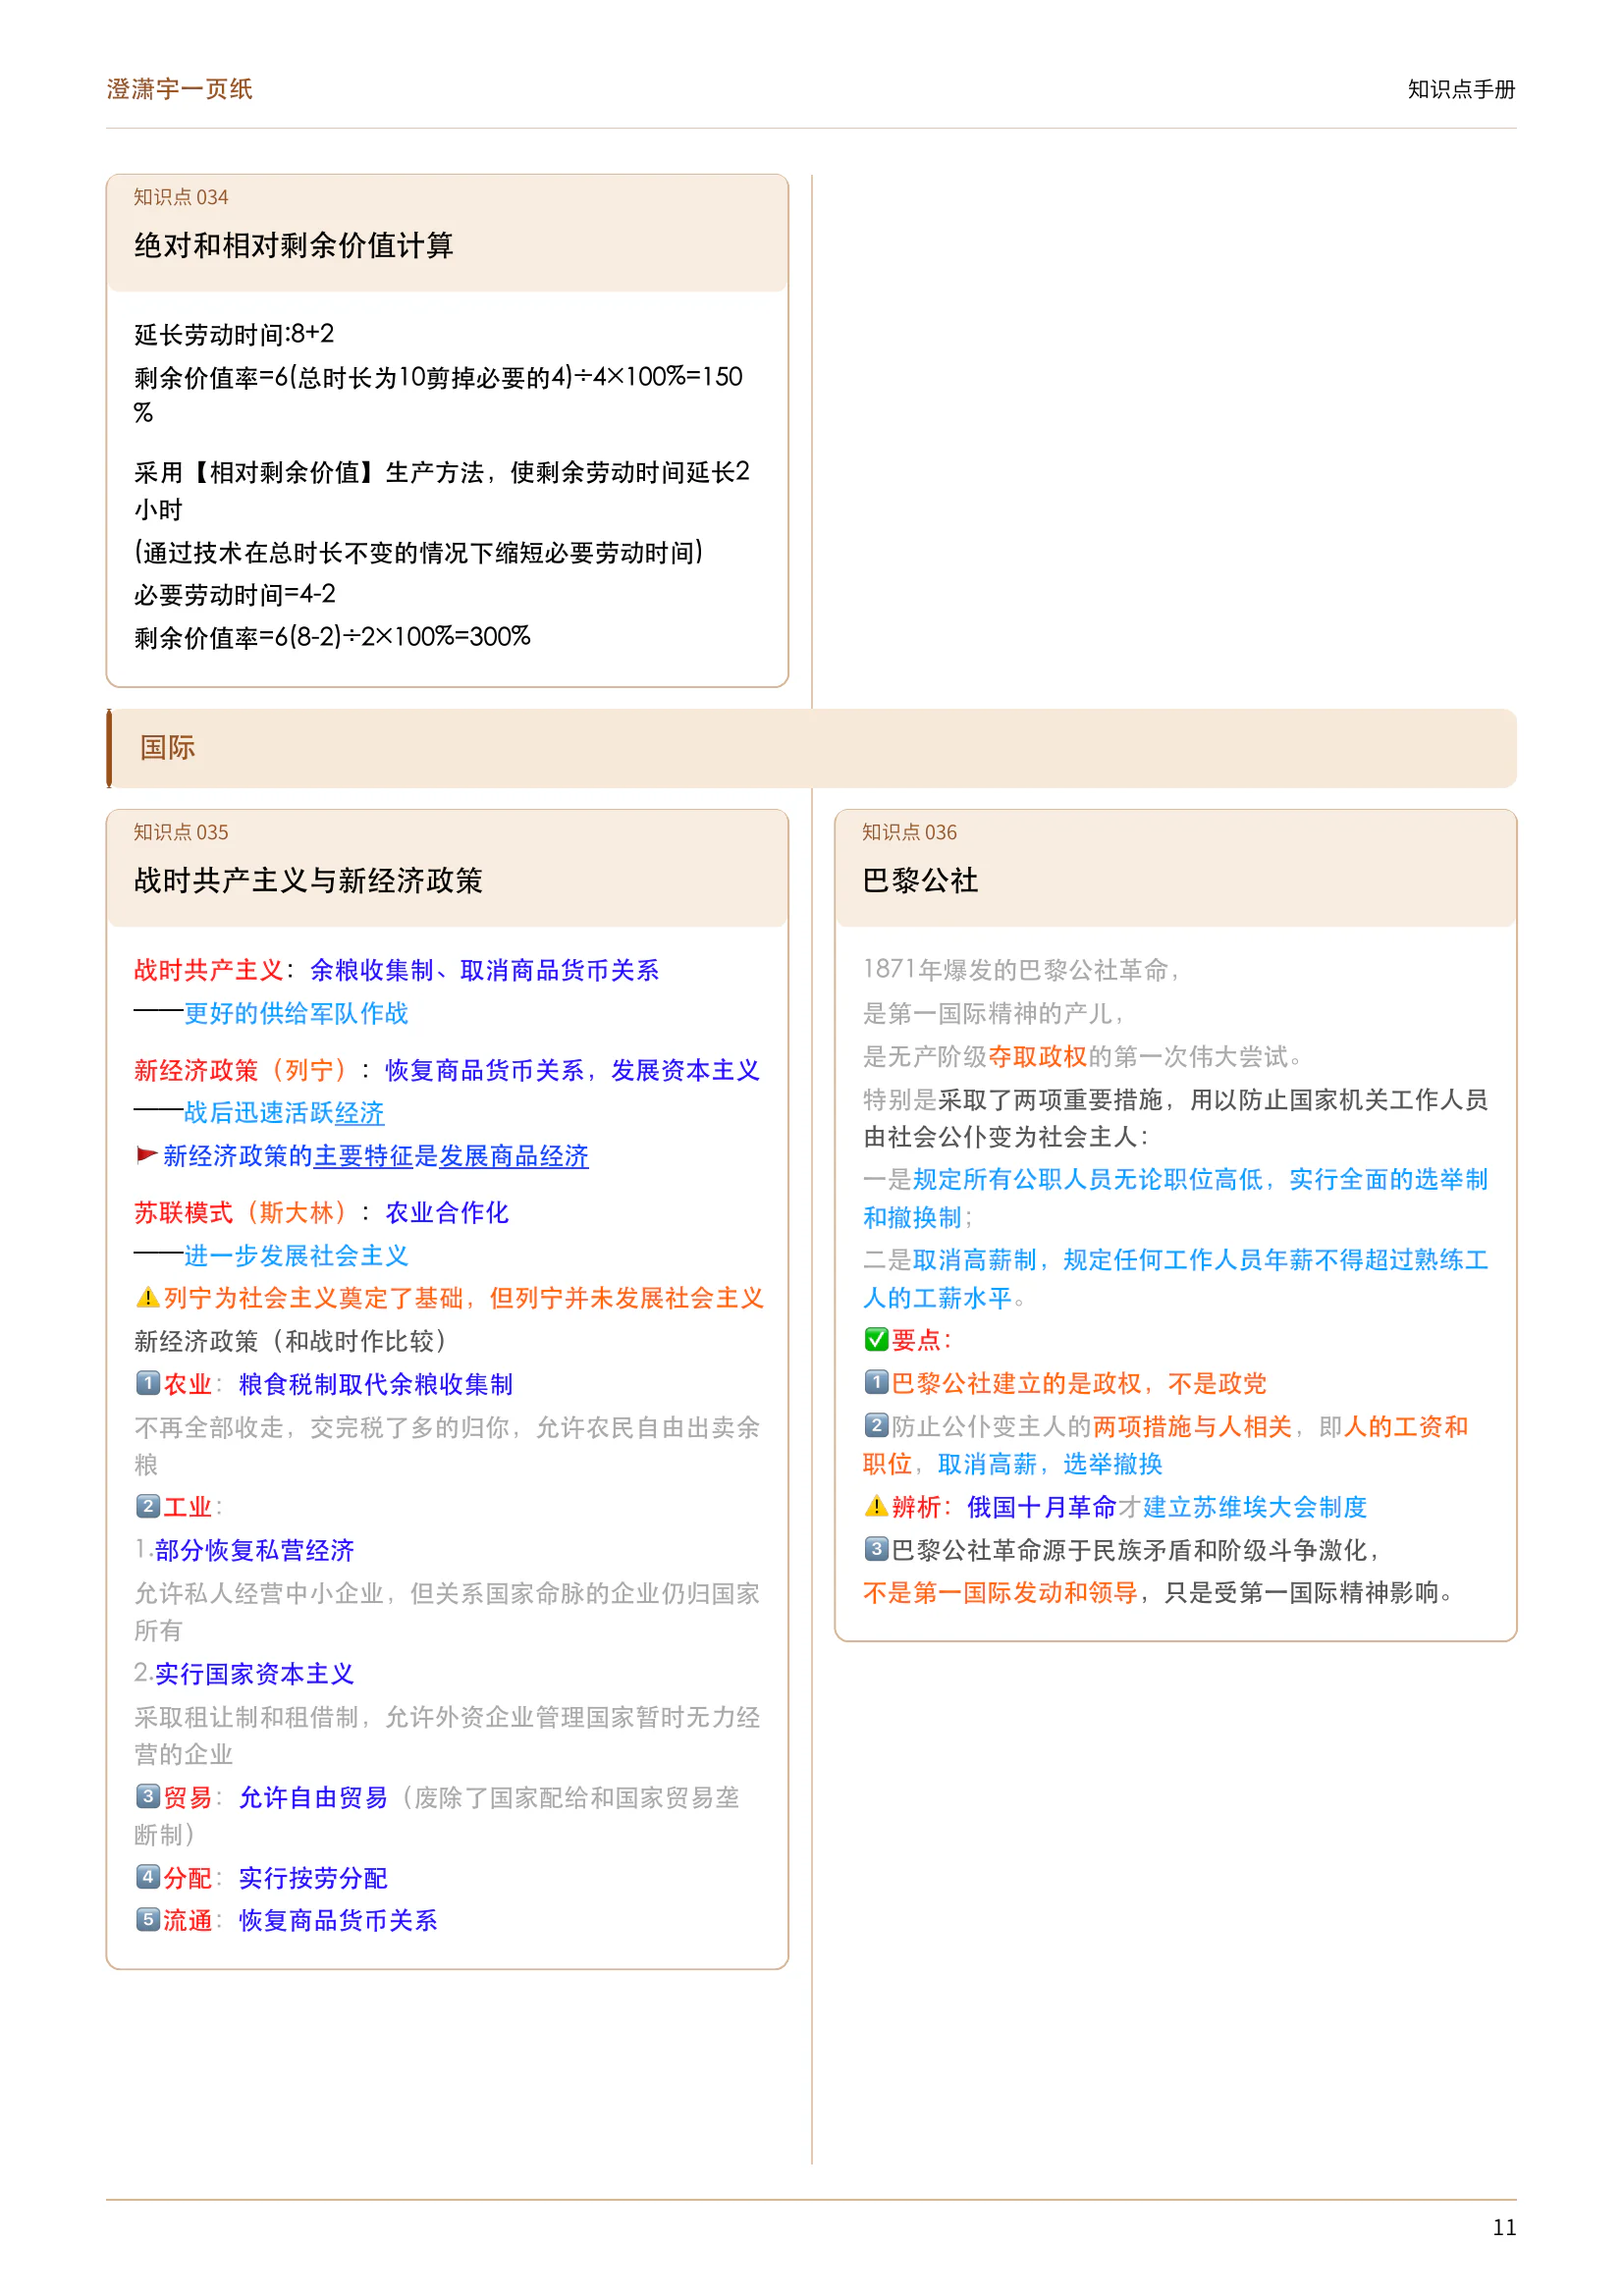 澄潇宇一页纸
知识点手册
知识点 034
绝对和相对剩余价值计算
延长劳动时间:8+2
剩余价值率=6(总时长为10剪掉必要的4)÷4×100%=150
%
采用【相对剩余价值】生产方法，使剩余劳动时间延长2
小时
(通过技术在总时长不变的情况下缩短必要劳动时间)
必要劳动时间=4-2
剩余价值率=6(8-2)÷2×100%=300%
国际
知识点 035
战时共产主义与新经济政策
战时共产主义：余粮收集制、取消商品货币关系
——更好的供给军队作战
新经济政策（列宁）：恢复商品货币关系，发展资本主义
——战后迅速活跃经济
🚩新经济政策的主要特征是发展商品经济
苏联模式（斯大林）：农业合作化
——进一步发展社会主义
⚠️列宁为社会主义奠定了基础，但列宁并未发展社会主义
新经济政策（和战时作比较）
1️⃣农业：粮食税制取代余粮收集制
不再全部收走，交完税了多的归你，允许农民自由出卖余
粮
2️⃣工业：
1.部分恢复私营经济
允许私人经营中小企业，但关系国家命脉的企业仍归国家
所有
2.实行国家资本主义
采取租让制和租借制，允许外资企业管理国家暂时无力经
营的企业
3️⃣贸易：允许自由贸易（废除了国家配给和国家贸易垄
断制）
4️⃣分配：实行按劳分配
5️⃣流通：恢复商品货币关系
知识点 036
巴黎公社
1871年爆发的巴黎公社革命，
是第一国际精神的产儿，
是无产阶级夺取政权的第一次伟大尝试。
特别是采取了两项重要措施，用以防止国家机关工作人员
由社会公仆变为社会主人：
一是规定所有公职人员无论职位高低，实行全面的选举制
和撤换制；
二是取消高薪制，规定任何工作人员年薪不得超过熟练工
人的工薪水平。
✅要点：
1️⃣巴黎公社建立的是政权，不是政党
2️⃣防止公仆变主人的两项措施与人相关，即人的工资和
职位，取消高薪，选举撤换
⚠️辨析：俄国十月革命才建立苏维埃大会制度
3️⃣巴黎公社革命源于民族矛盾和阶级斗争激化，
不是第一国际发动和领导，只是受第一国际精神影响。
11